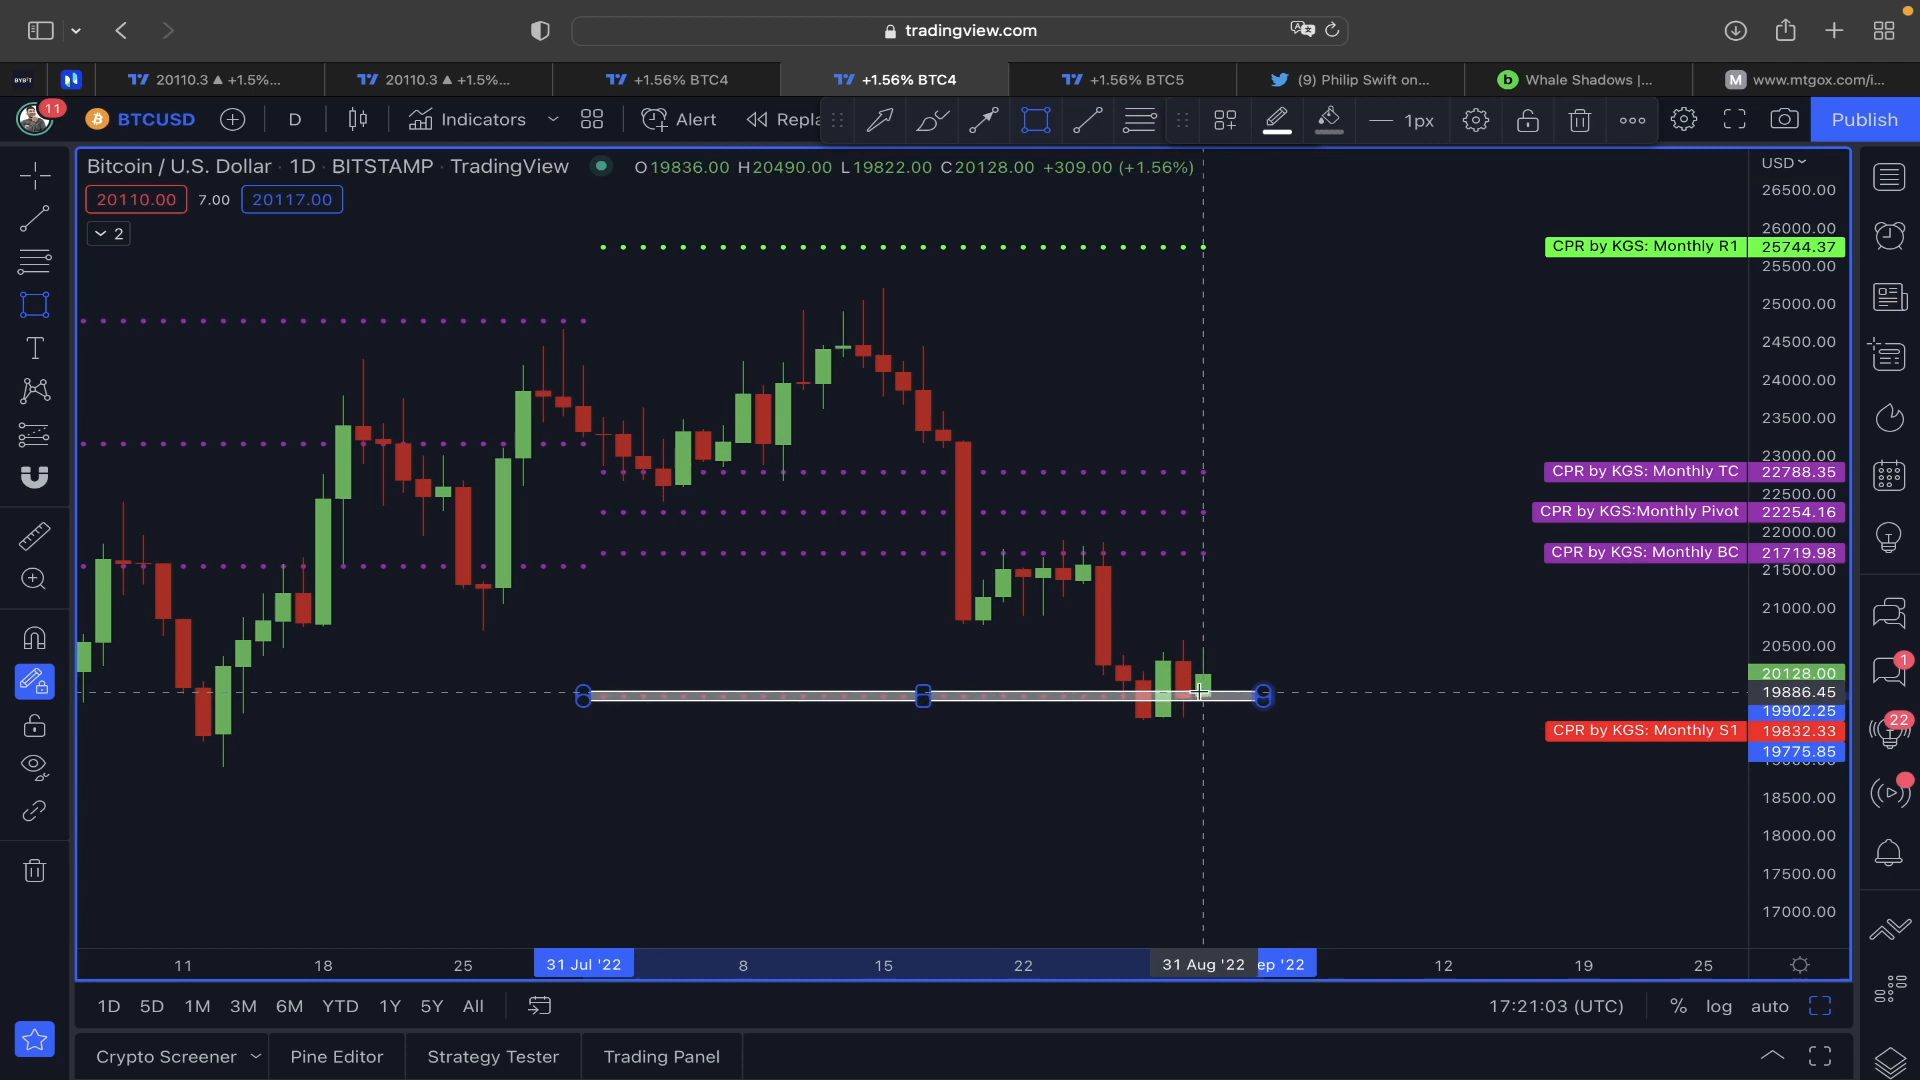 tradingview.com
BYBIT
20110.3 ▲ +1.5%...
20110.3 ▲ +1.5%...
+1.56% BTC4
+1.56% BTC4
+1.56% BTC5
(9) Philip Swift on...
Whale Shadows |...
M www.mtgox.com/i...
11
BTCUSD
D
Indicators
Alert
Repla
1px
Publish
Bitcoin / U.S. Dollar · 1D · BITSTAMP · TradingView
O19836.00 H20490.00 L19822.00 C20128.00 +309.00 (+1.56%)
20110.00
7.00
20117.00
2
USD
26500.00
26000.00
CPR by KGS: Monthly R1 25744.37
25500.00
25000.00
24500.00
24000.00
23500.00
23000.00
CPR by KGS: Monthly TC 22788.35
22500.00
CPR by KGS:Monthly Pivot 22254.16
22000.00
CPR by KGS: Monthly BC 21719.98
21500.00
21000.00
20500.00
20128.00
19886.45
19902.25
CPR by KGS: Monthly S1 19832.33
19775.85
18500.00
18000.00
17500.00
17000.00
1
22
11
18
25
31 Jul '22
8
15
22
31 Aug '22
ep '22
12
19
25
1D 5D 1M 3M 6M YTD 1Y 5Y All
17:21:03 (UTC)
% log auto
Crypto Screener
Pine Editor
Strategy Tester
Trading Panel